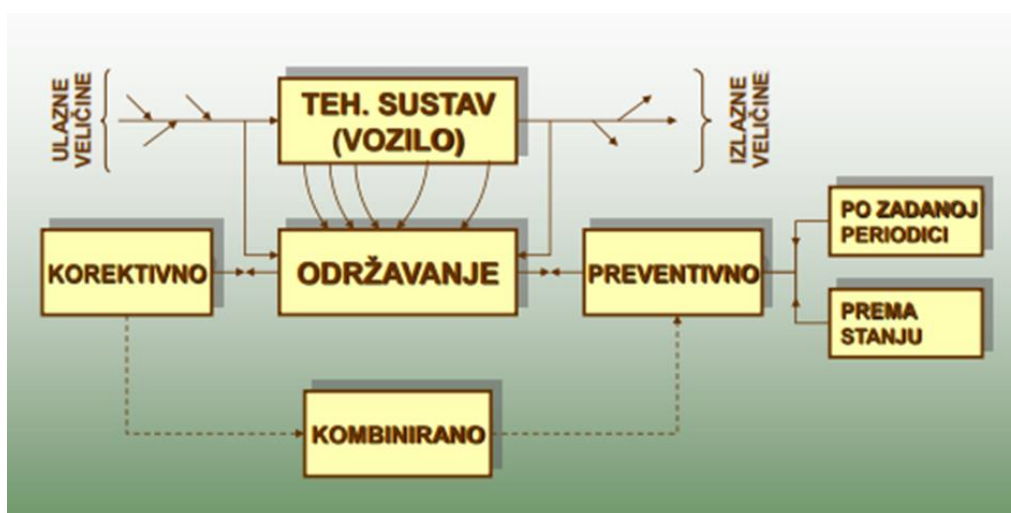 ULAZNE
VELIČINE
TEH. SUSTAV
(VOZILO)
IZLAZNE
VELIČINE
PO ZADANOJ
PERIODICI
KOREKTIVNO
ODRŽAVANJE
PREVENTIVNO
PREMA
STANJU
KOMBINIRANO